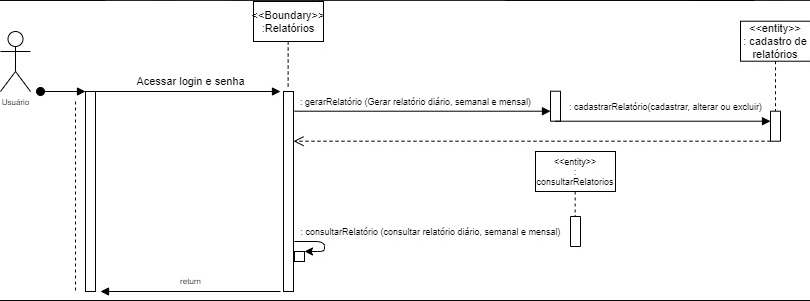 <<Boundary>>
:Relatórios
<<entity>>
: cadastro de
relatórios
Usuário
Acessar login e senha
: gerarRelatório (Gerar relatório diário, semanal e mensal)
: cadastrarRelatório(cadastrar, alterar ou excluir)
<<entity>>
:
consultarRelatorios
: consultarRelatório (consultar relatório diário, semanal e mensal)
return